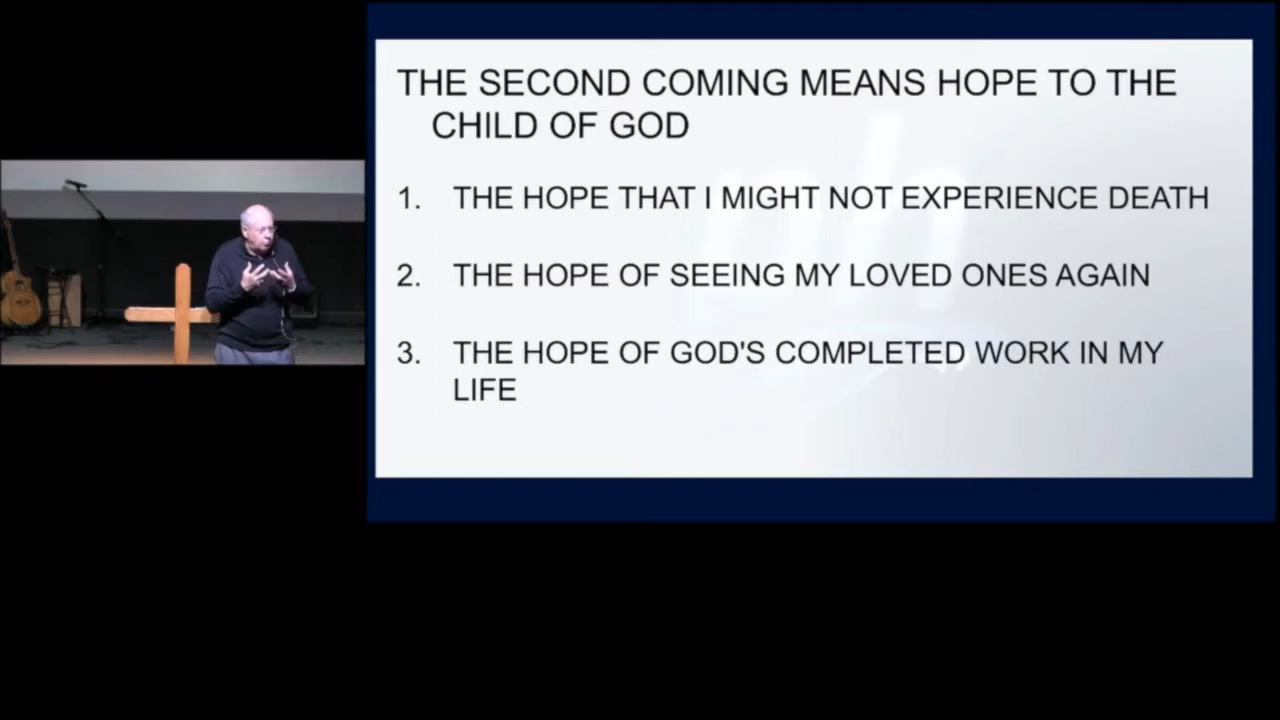 THE SECOND COMING MEANS HOPE TO THE
CHILD OF GOD
1. THE HOPE THAT I MIGHT NOT EXPERIENCE DEATH
2. THE HOPE OF SEEING MY LOVED ONES AGAIN
3. THE HOPE OF GOD'S COMPLETED WORK IN MY
LIFE